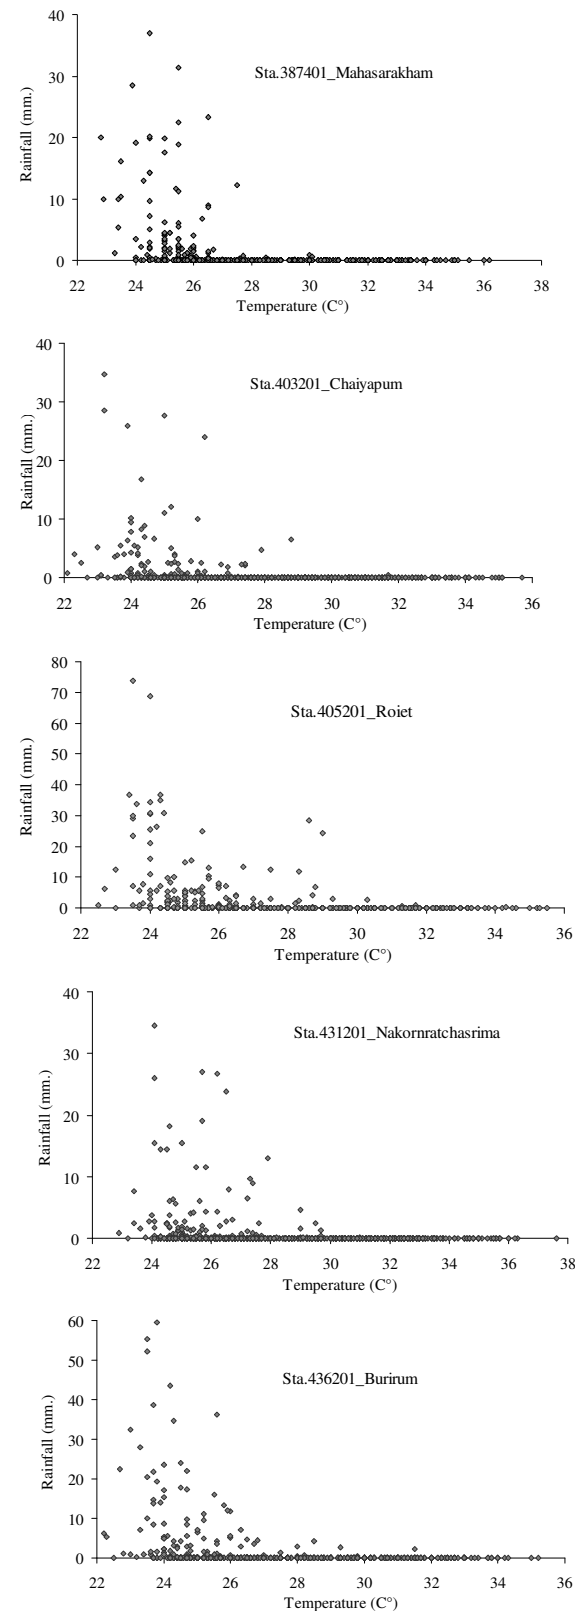 40
30
20
10
0
Rainfall (mm.)
Sta.387401_Mahasarakham
22 24 26 28 30 32 34 36 38
Temperature (C°)
40
30
20
10
0
Rainfall (mm.)
Sta.403201_Chaiyapum
22 24 26 28 30 32 34 36
Temperature (C°)
80
70
60
50
40
30
20
10
0
Rainfall (mm.)
Sta.405201_Roiet
22 24 26 28 30 32 34 36
Temperature (C°)
40
30
20
10
0
Rainfall (mm.)
Sta.431201_Nakornratchasrima
22 24 26 28 30 32 34 36 38
Temperature (C°)
60
50
40
30
20
10
0
Rainfall (mm.)
Sta.436201_Burirum
22 24 26 28 30 32 34 36
Temperature (C°)